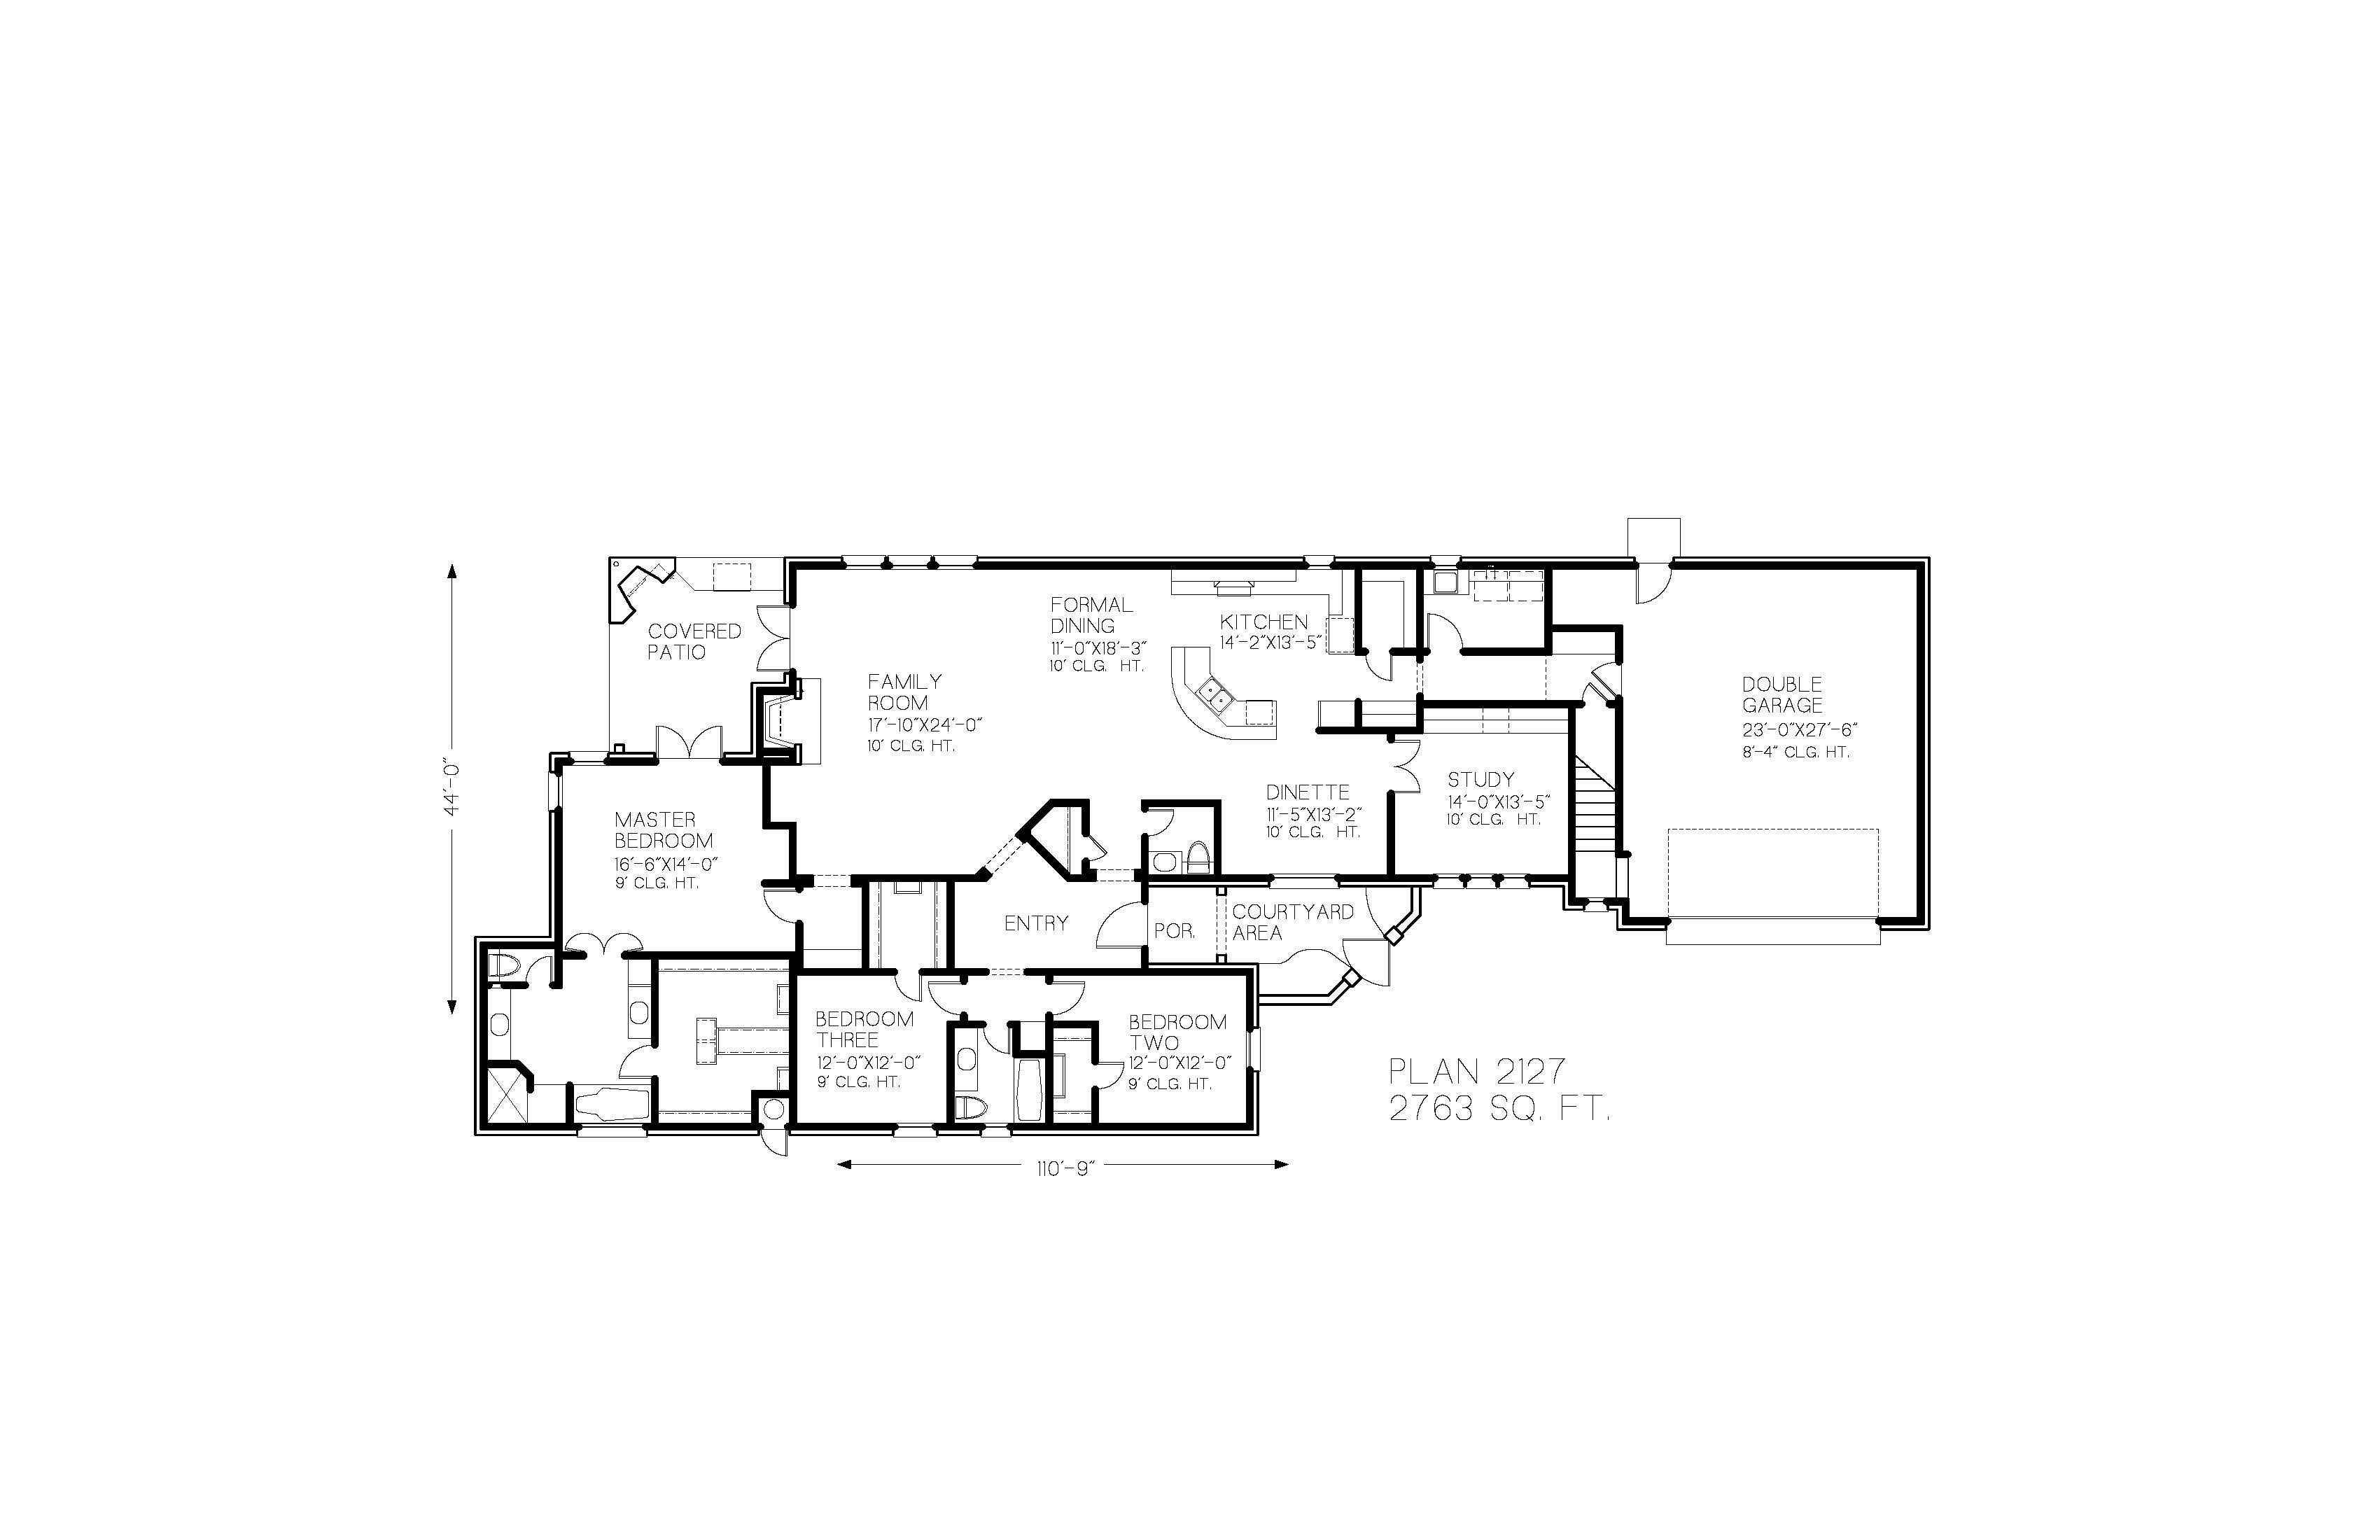 COVERED
PATIO
FAMILY
ROOM
17'-10"X24'-0"
10' CLG. HT.
FORMAL
DINING
11'-0"X18'-3"
10' CLG. HT.
KITCHEN
14'-2"X13'-5"
DOUBLE
GARAGE
23'-0"X27'-6"
8'-4" CLG. HT.
44'-0"
MASTER
BEDROOM
16'-6"X14'-0"
9' CLG. HT.
DINETTE
11'-5"X13'-2"
10' CLG. HT.
STUDY
14'-0"X13'-5"
10' CLG. HT.
ENTRY
POR.
COURTYARD
AREA
BEDROOM
THREE
12'-0"X12'-0"
9' CLG. HT.
BEDROOM
TWO
12'-0"X12'-0"
9' CLG. HT.
PLAN 2127
2763 SQ. FT.
110'-9"